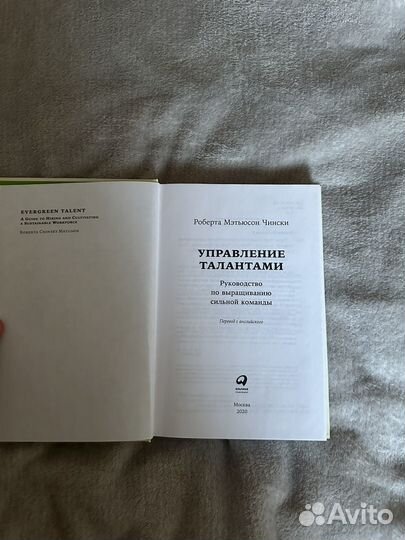 EVERGREEN TALENT
A Guide to Hiring and Cultivating
a Sustainable Workforce
Roberta Chinsky Matuson
Роберта Мэтьюсон Чински
УПРАВЛЕНИЕ
ТАЛАНТАМИ
Руководство
по выращиванию
сильной команды
Перевод с английского
Москва
2020
Avito